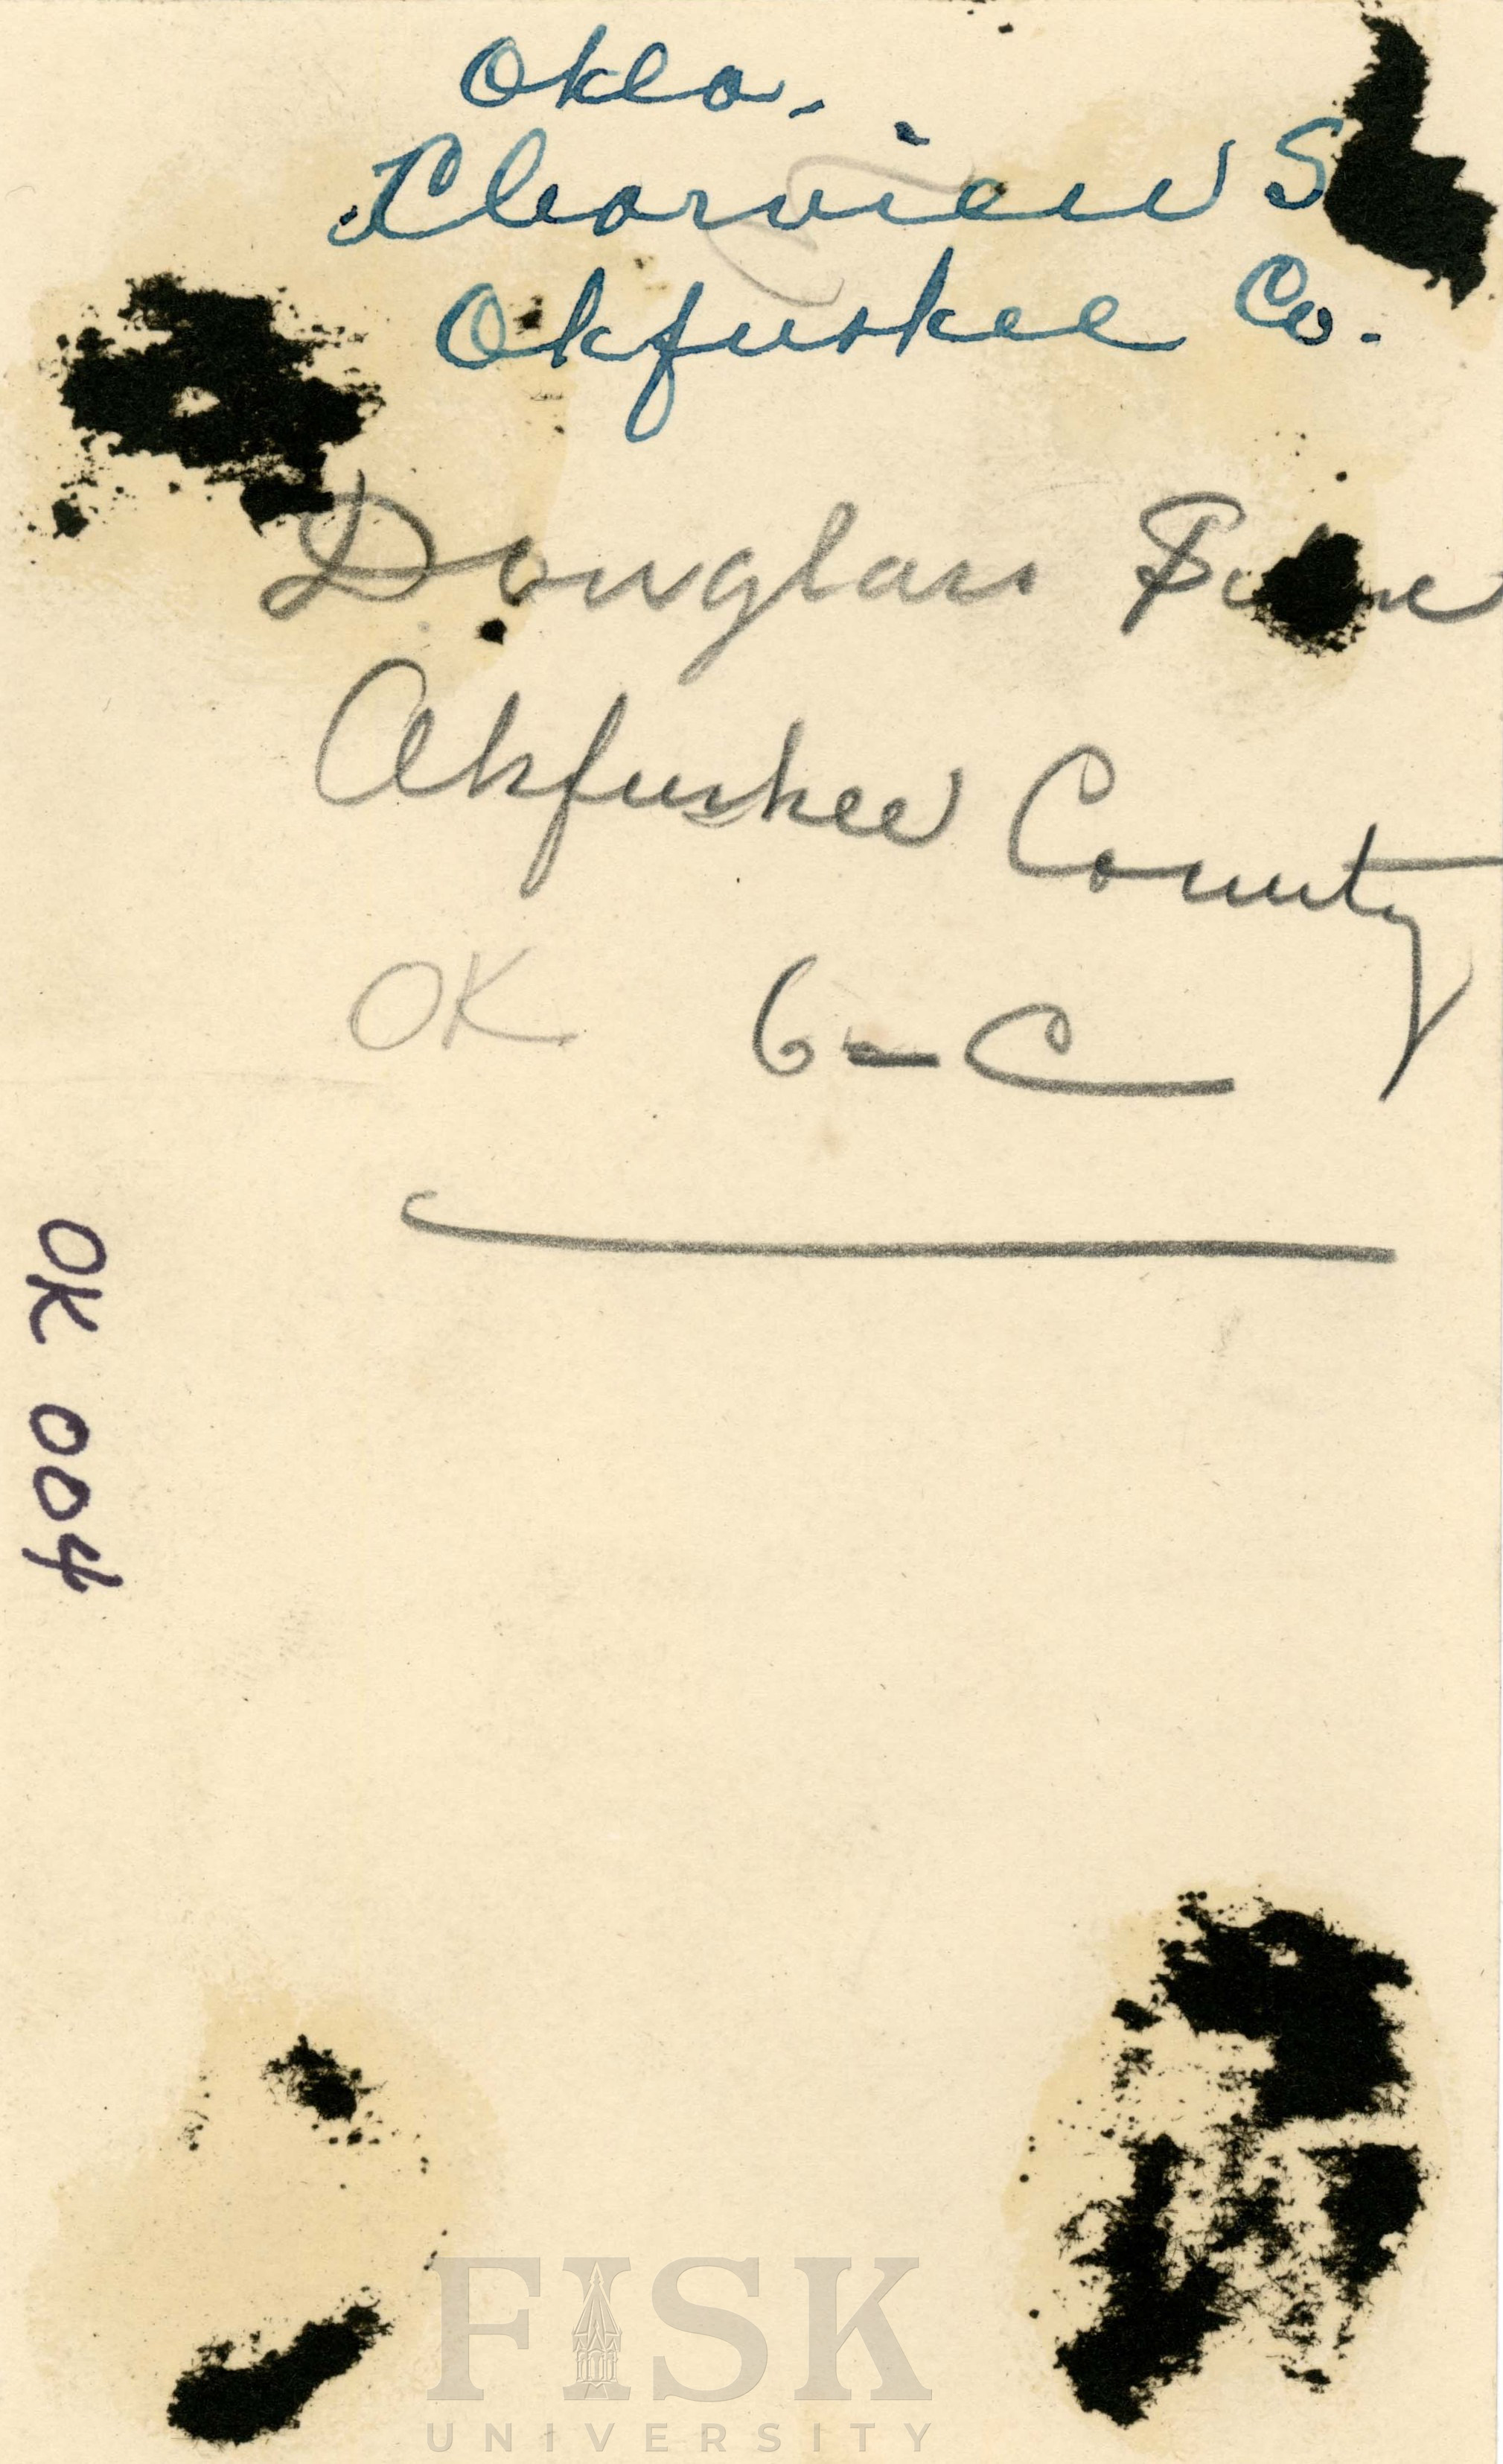 Okla.
Clearview S
Okfuskee Co.
Douglass
Okfuskee County
OK 6-C
OK 004
FISK
UNIVERSITY